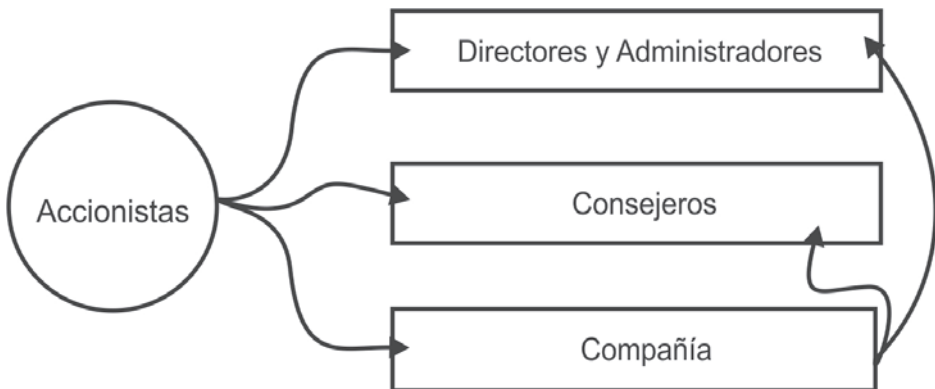 Directores y Administradores
Accionistas
Consejeros
Compañía